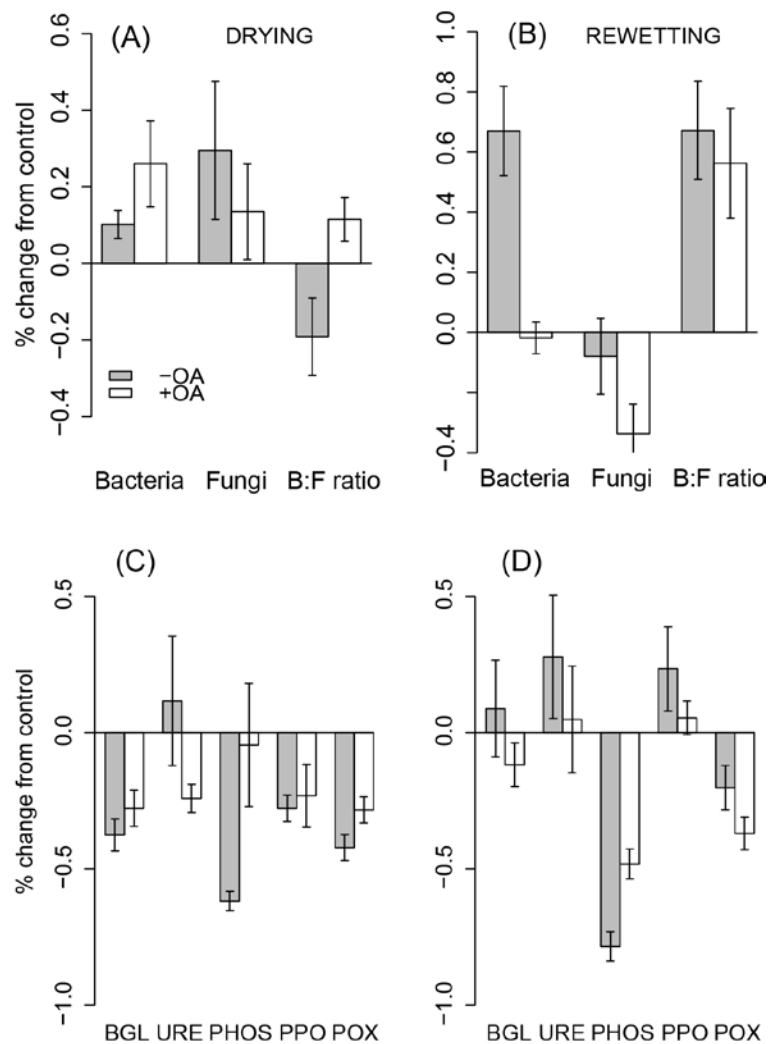 (A) DRYING
% change from control
0.6
0.4
0.2
0.0
−0.2
−0.4
−OA
+OA
Bacteria Fungi B:F ratio
(B) REWETTING
1.0
0.8
0.6
0.4
0.2
0.0
−0.4
Bacteria Fungi B:F ratio
(C)
% change from control
0.5
0.0
−0.5
−1.0
BGL URE PHOS PPO POX
(D)
0.5
0.0
−0.5
−1.0
BGL URE PHOS PPO POX